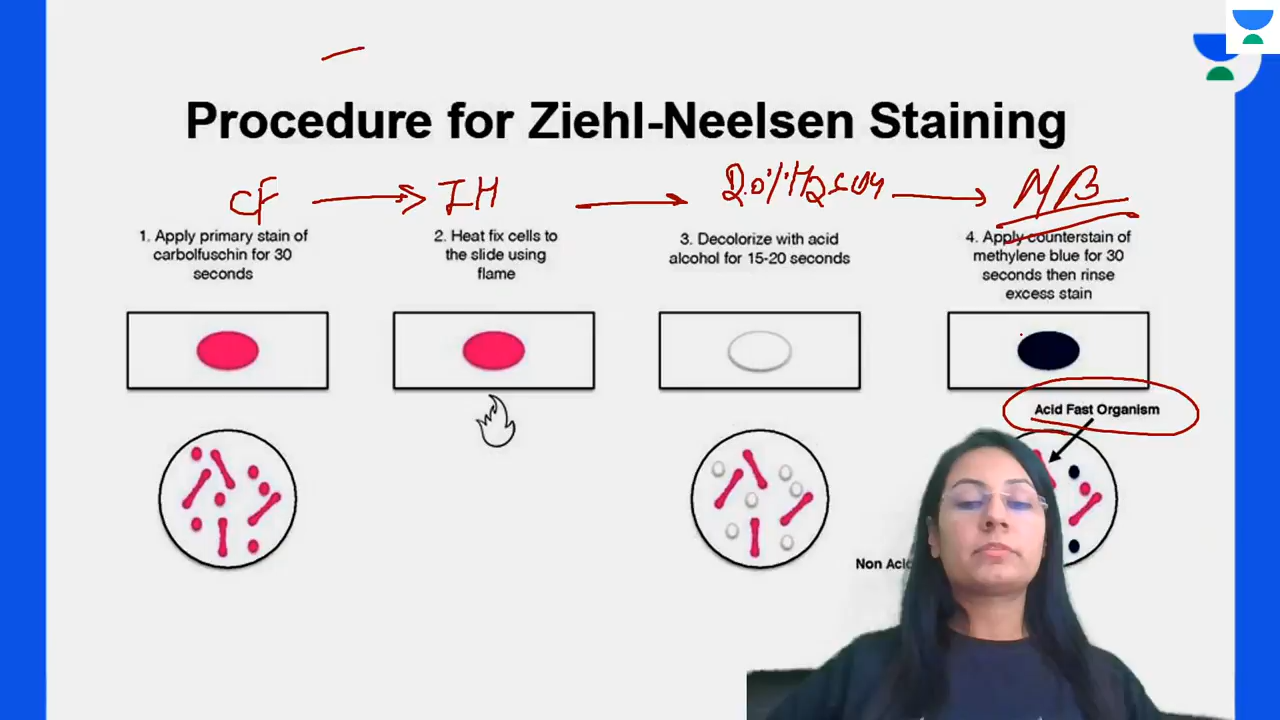 Procedure for Ziehl-Neelsen Staining
CF → IH → 20% H2SO4 → MB
1. Apply primary stain of
carbolfuschin for 30
seconds
2. Heat fix cells to
the slide using
flame
3. Decolorize with acid
alcohol for 15-20 seconds
4. Apply counterstain of
methylene blue for 30
seconds then rinse
excess stain
Acid Fast Organism
Non Acid